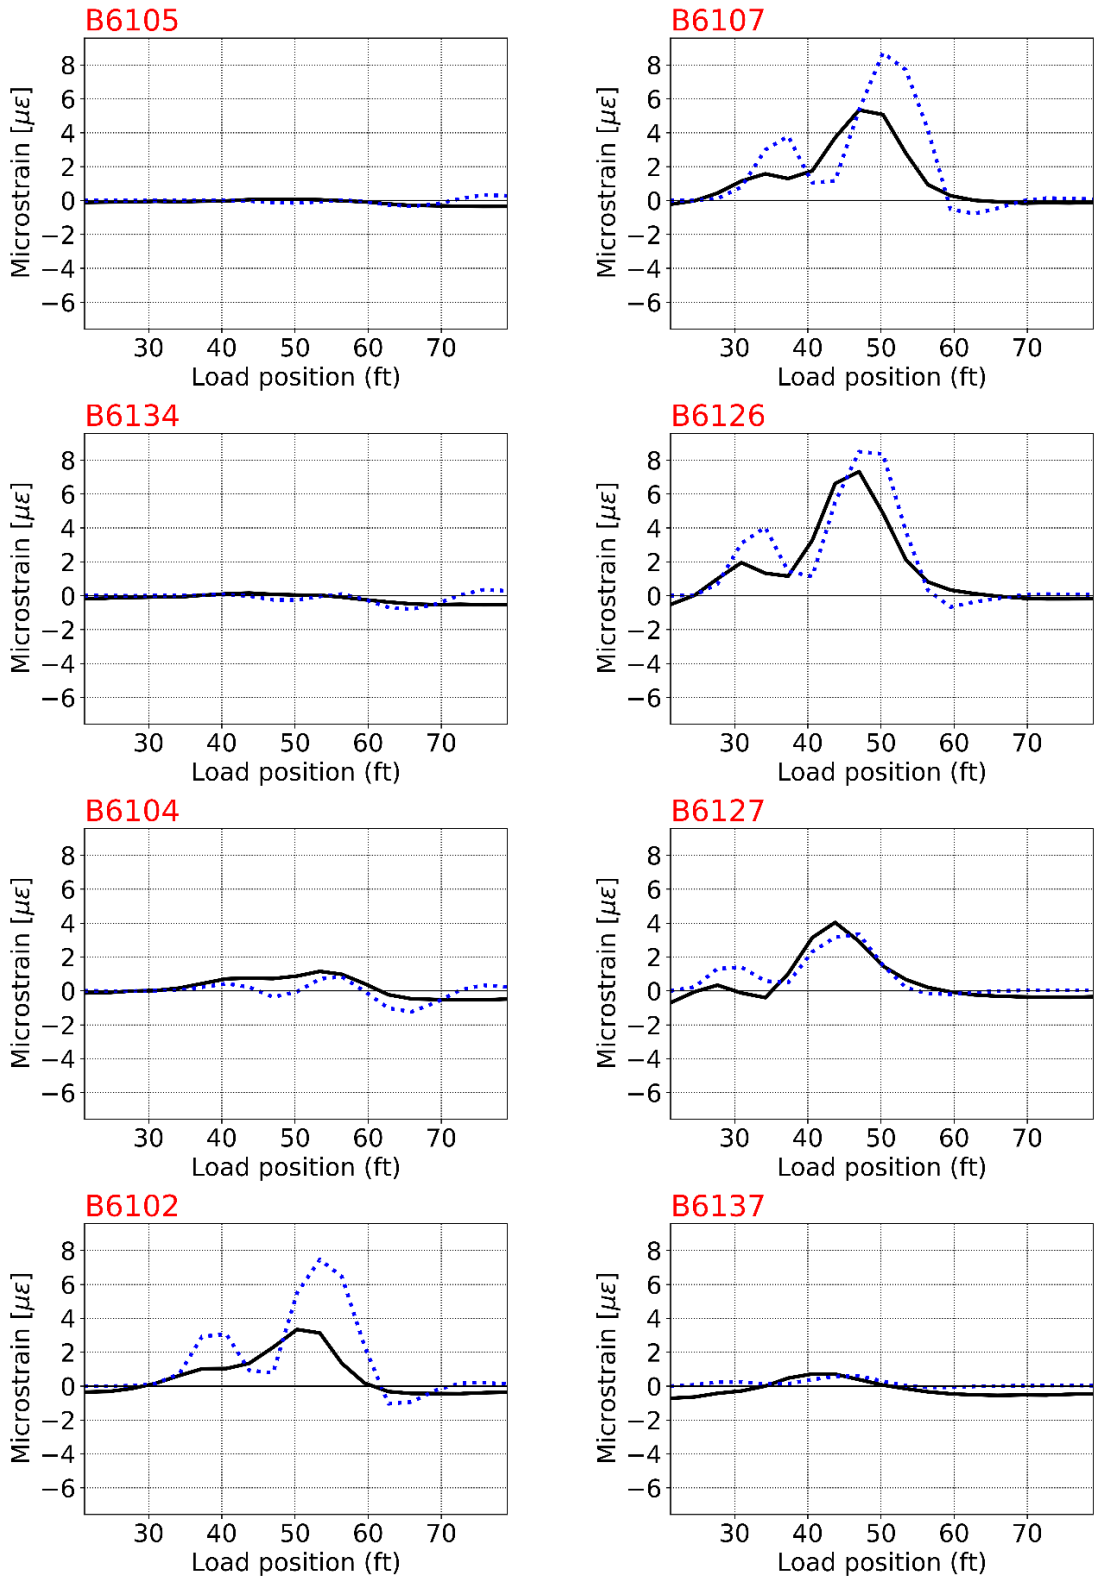 B6105
Microstrain [με]
8
6
4
2
0
−2
−4
−6
30 40 50 60 70
Load position (ft)
B6107
Microstrain [με]
8
6
4
2
0
−2
−4
−6
30 40 50 60 70
Load position (ft)
B6134
Microstrain [με]
8
6
4
2
0
−2
−4
−6
30 40 50 60 70
Load position (ft)
B6126
Microstrain [με]
8
6
4
2
0
−2
−4
−6
30 40 50 60 70
Load position (ft)
B6104
Microstrain [με]
8
6
4
2
0
−2
−4
−6
30 40 50 60 70
Load position (ft)
B6127
Microstrain [με]
8
6
4
2
0
−2
−4
−6
30 40 50 60 70
Load position (ft)
B6102
Microstrain [με]
8
6
4
2
0
−2
−4
−6
30 40 50 60 70
Load position (ft)
B6137
Microstrain [με]
8
6
4
2
0
−2
−4
−6
30 40 50 60 70
Load position (ft)